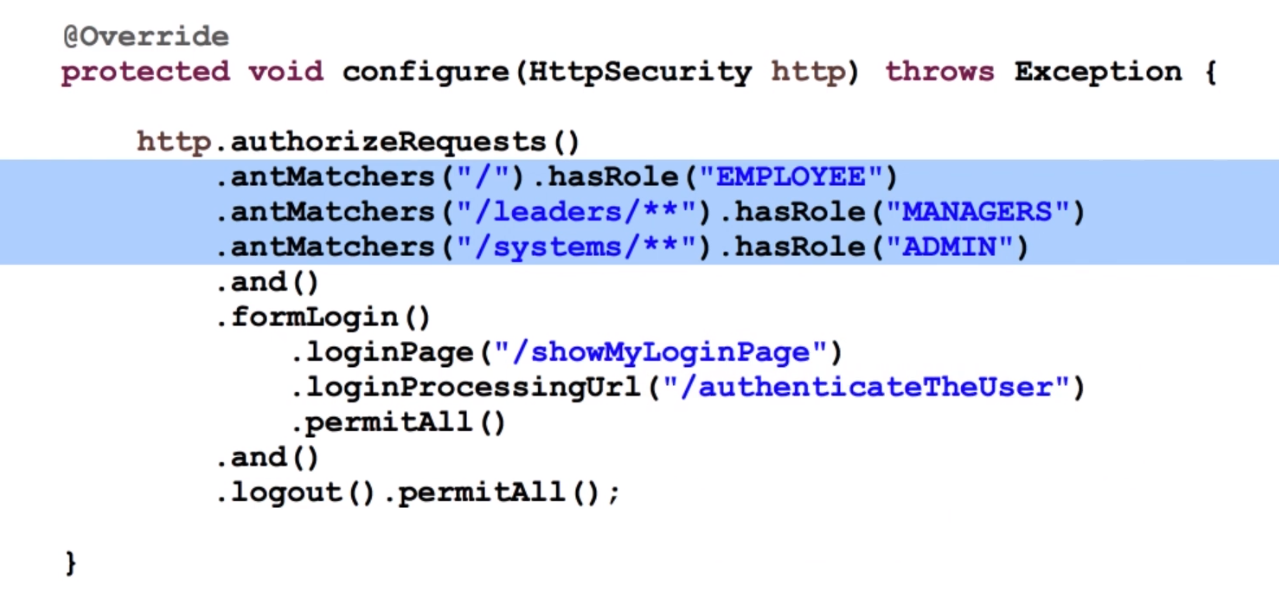 @Override
protected void configure(HttpSecurity http) throws Exception {
http.authorizeRequests()
.antMatchers("/").hasRole("EMPLOYEE")
.antMatchers("/leaders/**").hasRole("MANAGERS")
.antMatchers("/systems/**").hasRole("ADMIN")
.and()
.formLogin()
.loginPage("/showMyLoginPage")
.loginProcessingUrl("/authenticateTheUser")
.permitAll()
.and()
.logout().permitAll();
}